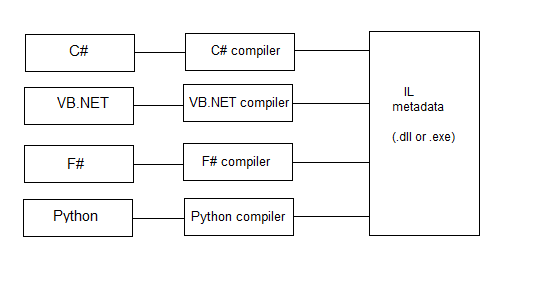 C#
C# compiler
VB.NET
VB.NET compiler
F#
F# compiler
Python
Python compiler
IL
metadata
(.dll or .exe)